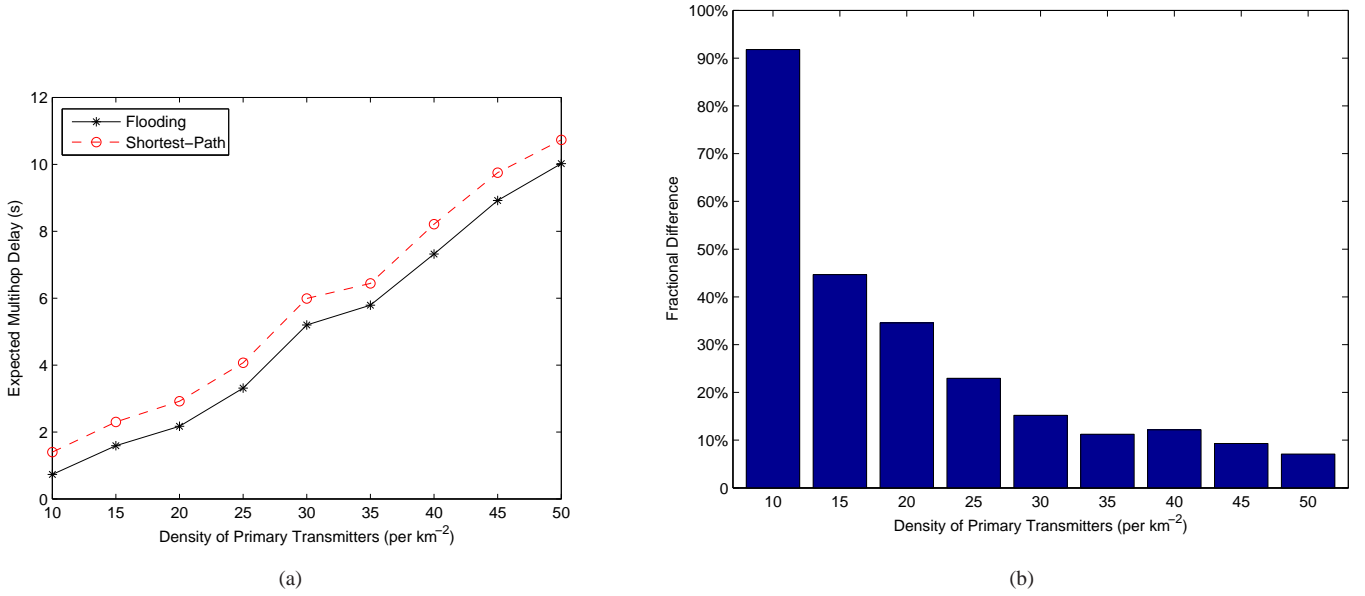 12
10
8
6
4
2
0
Expected Multihop Delay (s)
Flooding
Shortest−Path
10 15 20 25 30 35 40 45 50
Density of Primary Transmitters (per km−2)
(a)
100%
90%
80%
70%
60%
50%
40%
30%
20%
10%
0
Fractional Difference
10 15 20 25 30 35 40 45 50
Density of Primary Transmitters (per km−2)
(b)